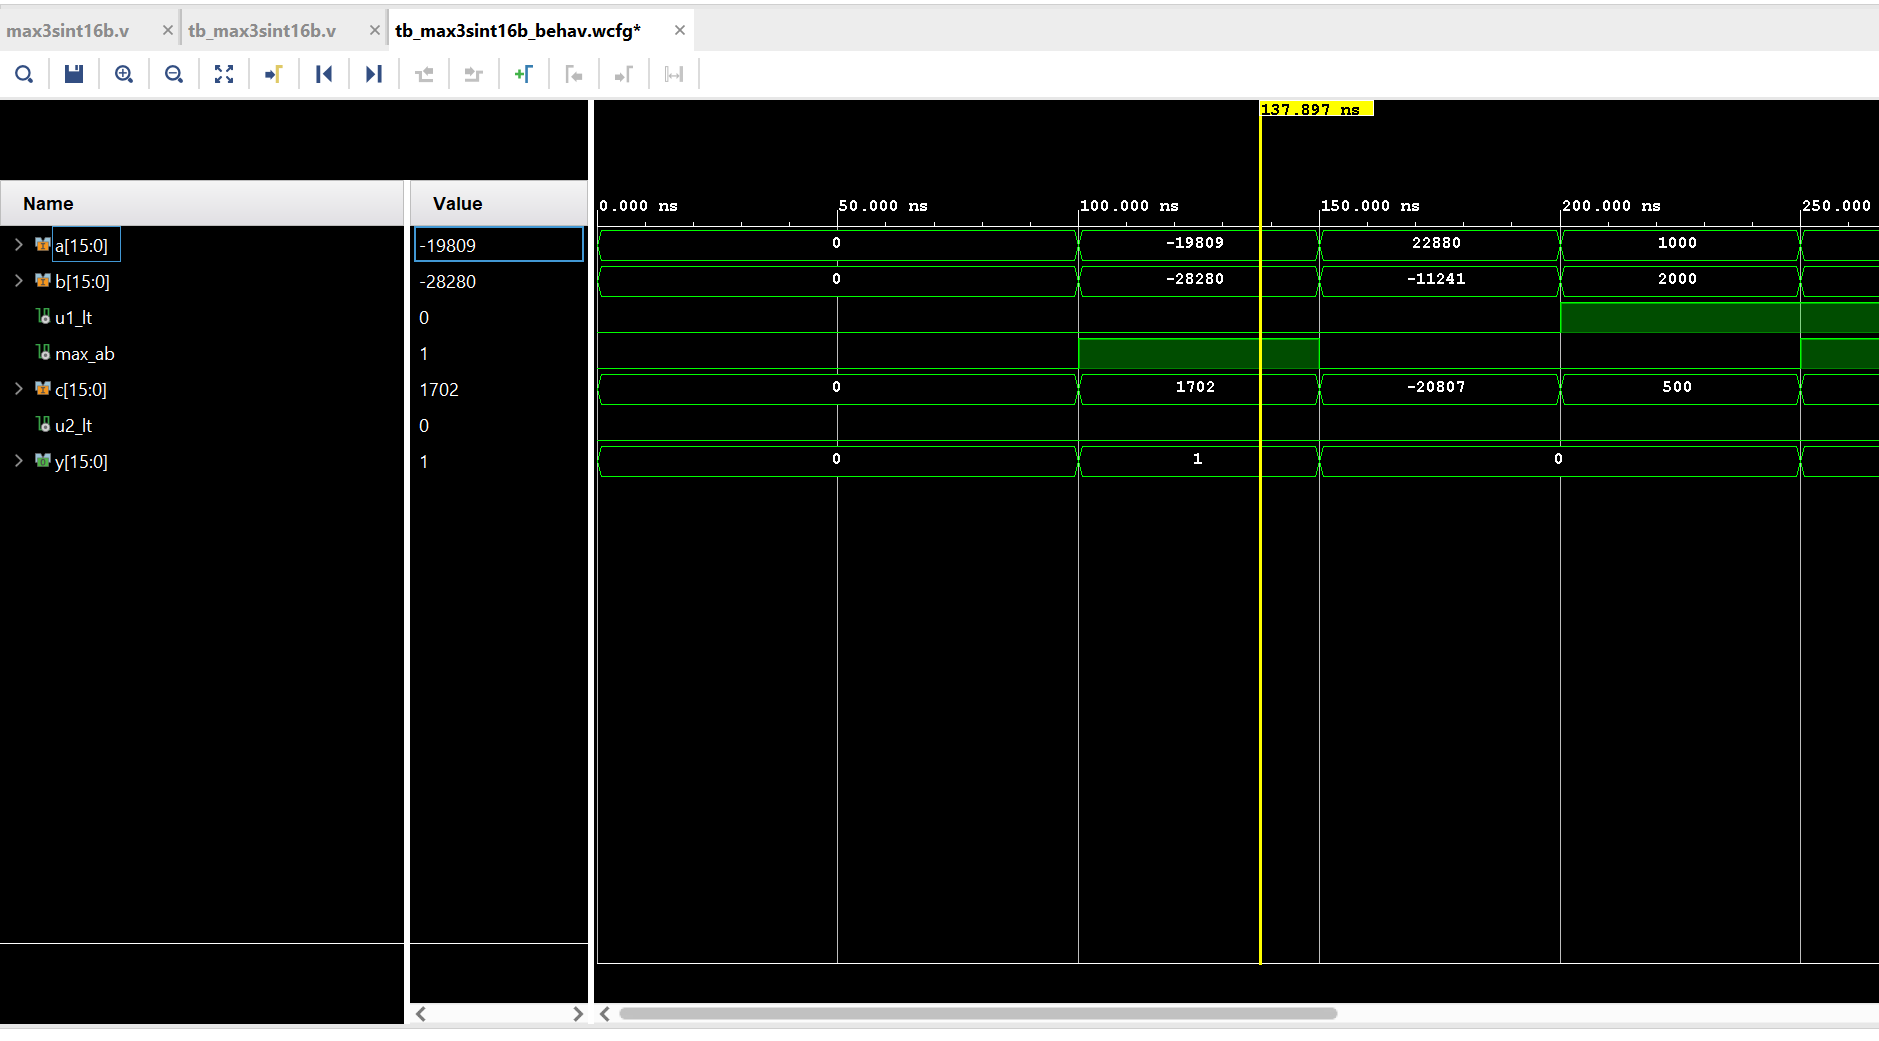 max3sint16b.v tb_max3sint16b.v tb_max3sint16b_behav.wcfg*
137.897 ns
Name Value 0.000 ns 50.000 ns 100.000 ns 150.000 ns 200.000 ns 250.000
a[15:0] -19809 0 -19809 22880 1000
b[15:0] -28280 0 -28280 -11241 2000
u1_lt 0
max_ab 1
c[15:0] 1702 0 1702 -20807 500
u2_lt 0
y[15:0] 1 0 1 0